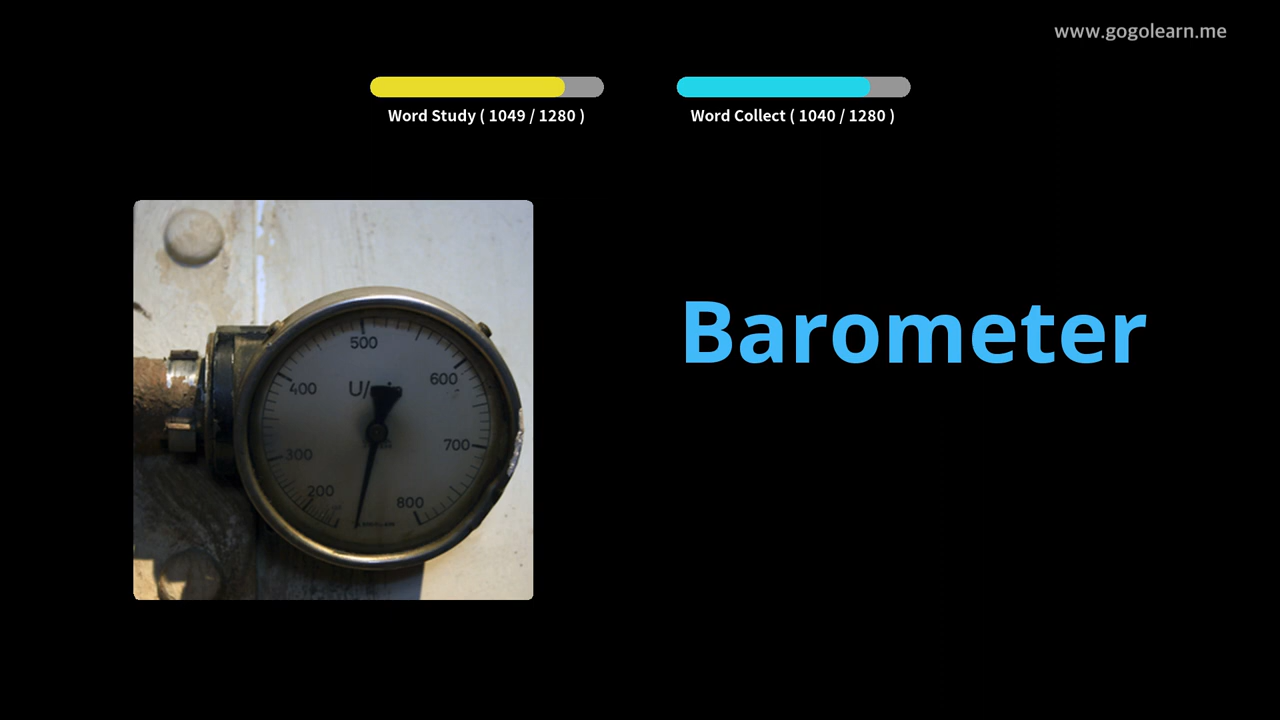 www.gogolearn.me
Word Study ( 1049 / 1280 )
Word Collect ( 1040 / 1280 )
Barometer
500
400
600
300
700
200
800